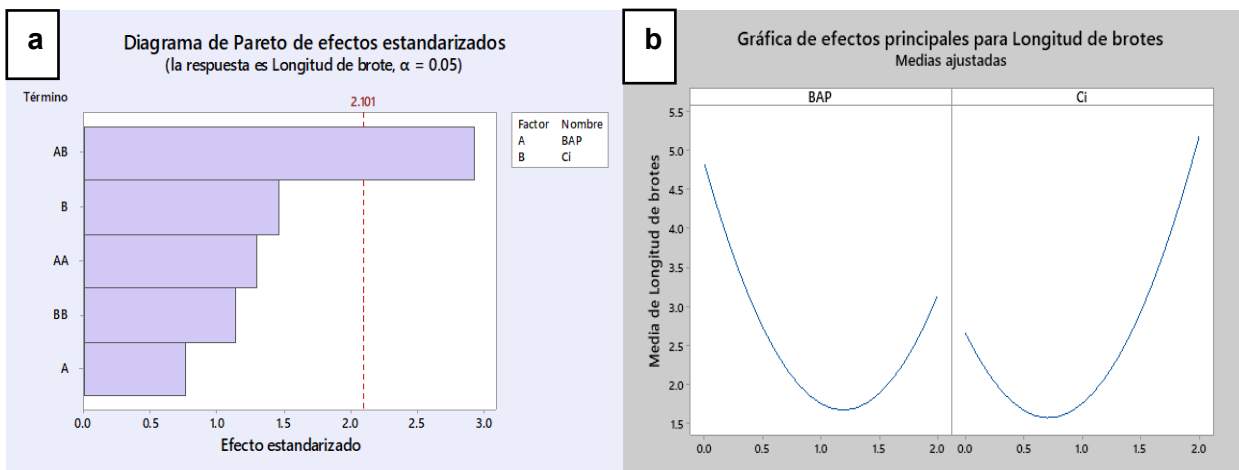 a
Diagrama de Pareto de efectos estandarizados
(la respuesta es Longitud de brote, α = 0.05)
Término
2.101
Factor Nombre
A BAP
B Ci
AB
B
AA
BB
A
0.0 0.5 1.0 1.5 2.0 2.5 3.0
Efecto estandarizado
b
Gráfica de efectos principales para Longitud de brotes
Medias ajustadas
BAP Ci
Media de Longitud de brotes
5.5
5.0
4.5
4.0
3.5
3.0
2.5
2.0
1.5
0.0 0.5 1.0 1.5 2.0 0.0 0.5 1.0 1.5 2.0